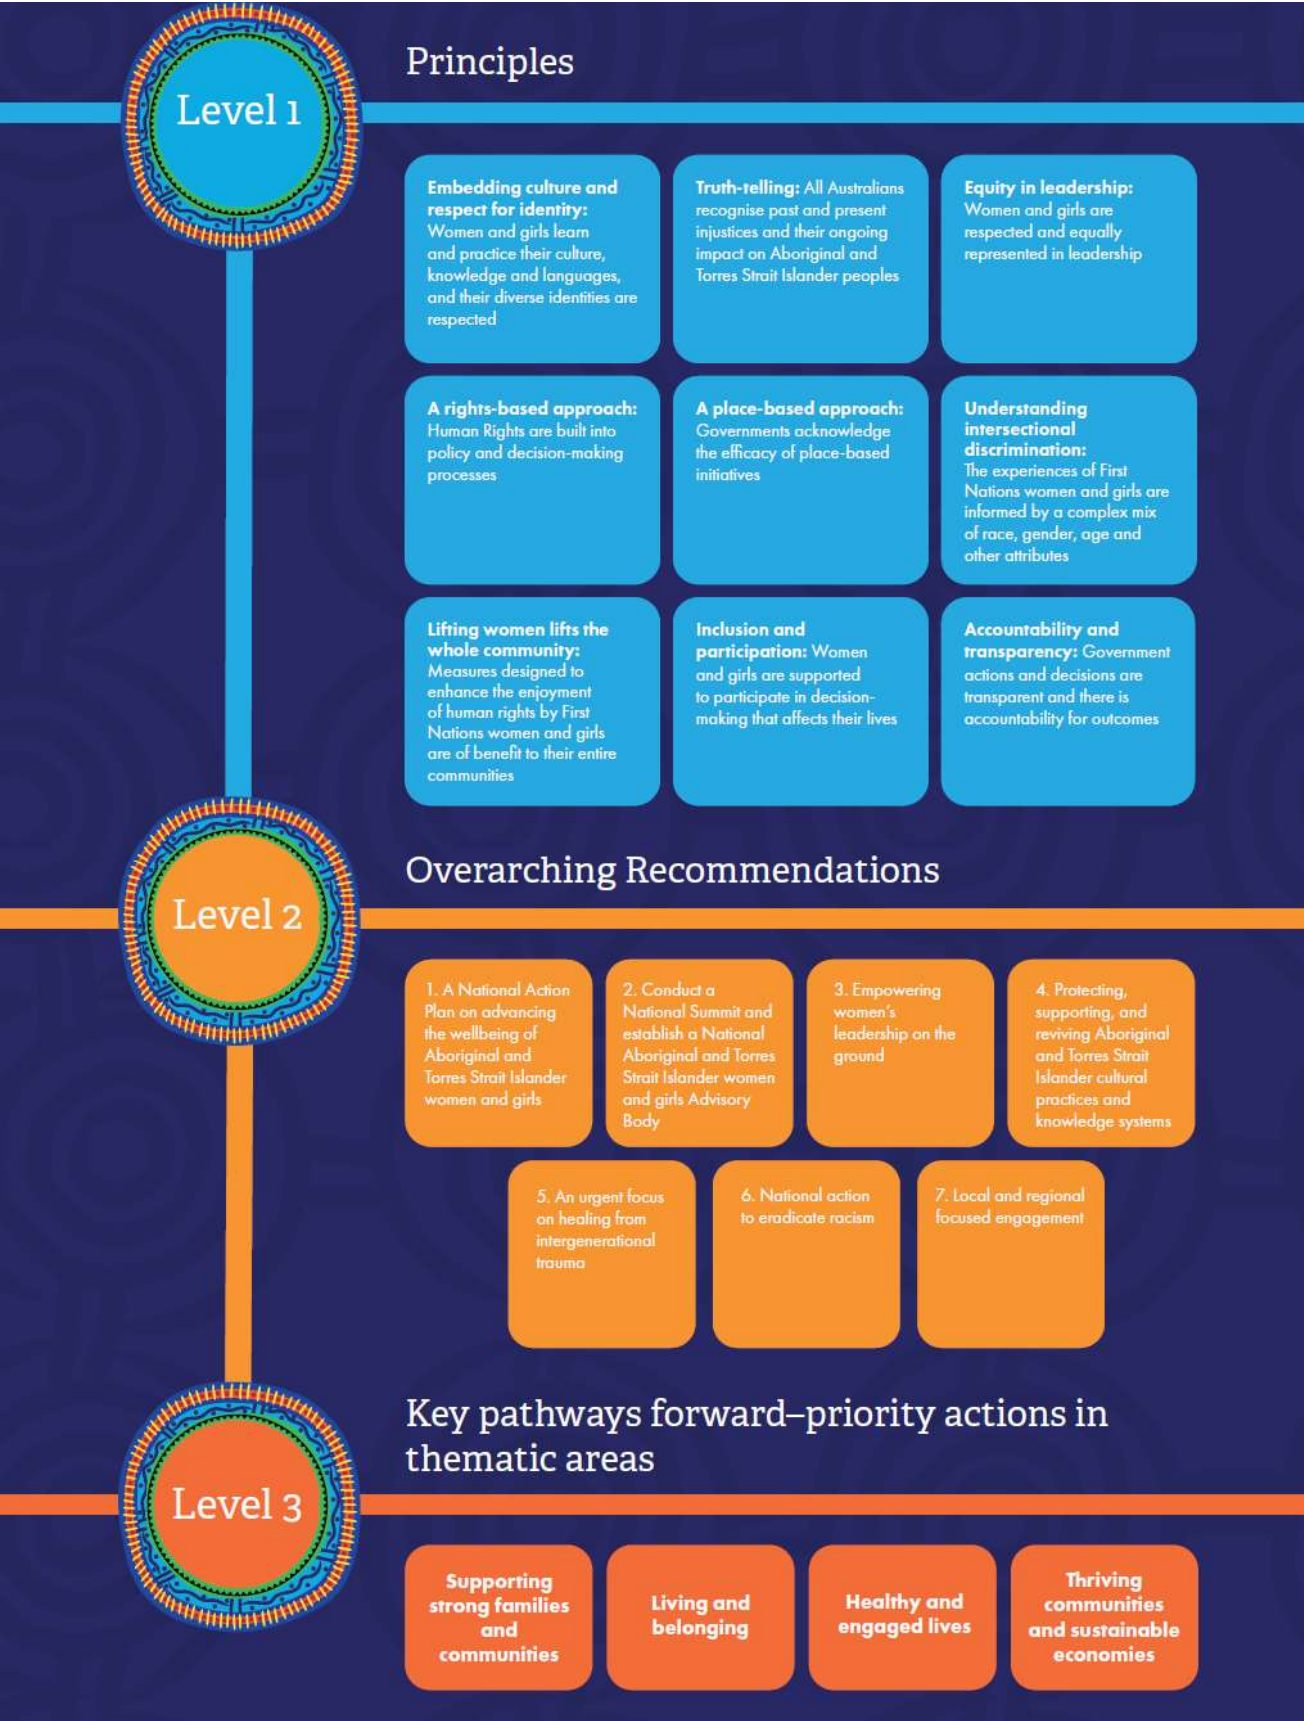 Level 1
Principles
Embedding culture and
respect for identity:
Women and girls learn
and practice their culture,
knowledge and languages,
and their diverse identities are
respected
Truth-telling: All Australians
recognise past and present
injustices and their ongoing
impact on Aboriginal and
Torres Strait Islander peoples
Equity in leadership:
Women and girls are
respected and equally
represented in leadership
A rights-based approach:
Human Rights are built into
policy and decision-making
processes
A place-based approach:
Governments acknowledge
the efficacy of place-based
initiatives
Understanding
intersectional
discrimination:
The experiences of First
Nations women and girls are
informed by a complex mix
of race, gender, age and
other attributes
Lifting women lifts the
whole community:
Measures designed to
enhance the enjoyment
of human rights by First
Nations women and girls
are of benefit to their entire
communities
Inclusion and
participation: Women
and girls are supported
to participate in decision-
making that affects their lives
Accountability and
transparency: Government
actions and decisions are
transparent and there is
accountability for outcomes
Level 2
Overarching Recommendations
1. A National Action
Plan on advancing
the wellbeing of
Aboriginal and
Torres Strait Islander
women and girls
2. Conduct a
National Summit and
establish a National
Aboriginal and Torres
Strait Islander women
and girls Advisory
Body
3. Empowering
women's
leadership on the
ground
4. Protecting,
supporting, and
reviving Aboriginal
and Torres Strait
Islander cultural
practices and
knowledge systems
5. An urgent focus
on healing from
intergenerational
trauma
6. National action
to eradicate racism
7. Local and regional
focused engagement
Level 3
Key pathways forward–priority actions in
thematic areas
Supporting
strong families
and
communities
Living and
belonging
Healthy and
engaged lives
Thriving
communities
and sustainable
economies